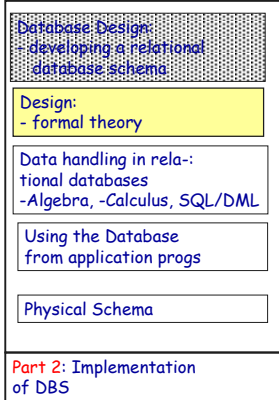 Database Design:
- developing a relational
database schema
Design:
- formal theory
Data handling in rela-:
tional databases
-Algebra, -Calculus, SQL/DML
Using the Database
from application progs
Physical Schema
Part 2: Implementation
of DBS